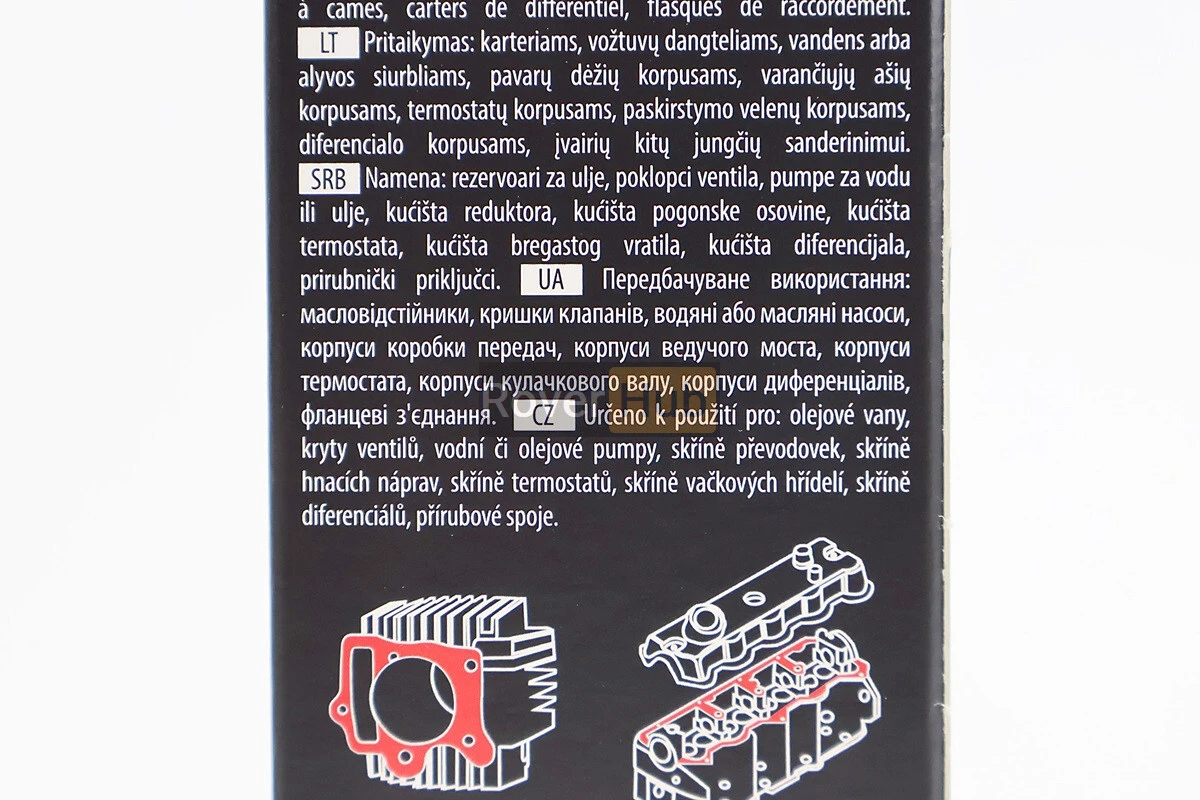 à cames, carters de différentiel, flasques de raccordement.
LT Pritaikymas: karteriams, vožtuvų dangteliams, vandens arba
alyvos siurbliams, pavarų dėžių korpusams, varančiųjų ašių
korpusams, termostatų korpusams, paskirstymo velenų korpusams,
diferencialo korpusams, įvairių kitų jungčių sanderinimui.
SRB Namena: rezervoari za ulje, poklopci ventila, pumpe za vodu
ili ulje, kućišta reduktora, kućišta pogonske osovine, kućišta
termostata, kućišta bregastog vratila, kućišta diferencijala,
prirubnički priključci. UA Передбачуване використання:
масловідстійники, кришки клапанів, водяні або масляні насоси,
корпуси коробки передач, корпуси ведучого моста, корпуси
термостата, корпуси кулачкового валу, корпуси диференціалів,
фланцеві з'єднання. CZ Určeno k použití pro: olejové vany,
kryty ventilů, vodní či olejové pumpy, skříně převodovek, skříně
hnacích náprav, skříně termostatů, skříně vačkových hřídelí, skříně
diferenciálů, přírubové spoje.
Rover Hub